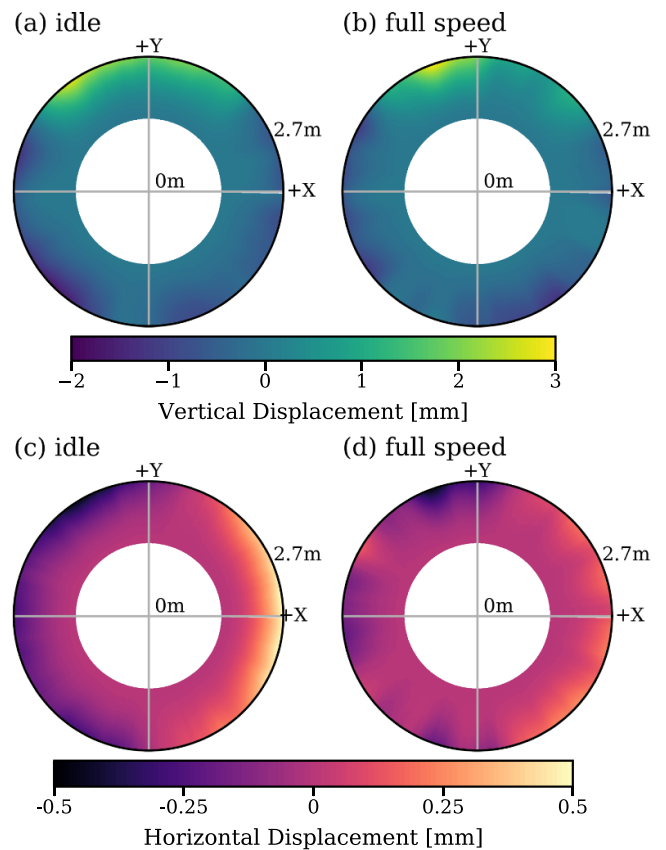 (a) idle
(b) full speed
+Y
+Y
2.7m
2.7m
0m
0m
+X
+X
−2 −1 0 1 2 3
Vertical Displacement [mm]
(c) idle
(d) full speed
+Y
+Y
2.7m
2.7m
0m
0m
+X
+X
-0.5 -0.25 0 0.25 0.5
Horizontal Displacement [mm]